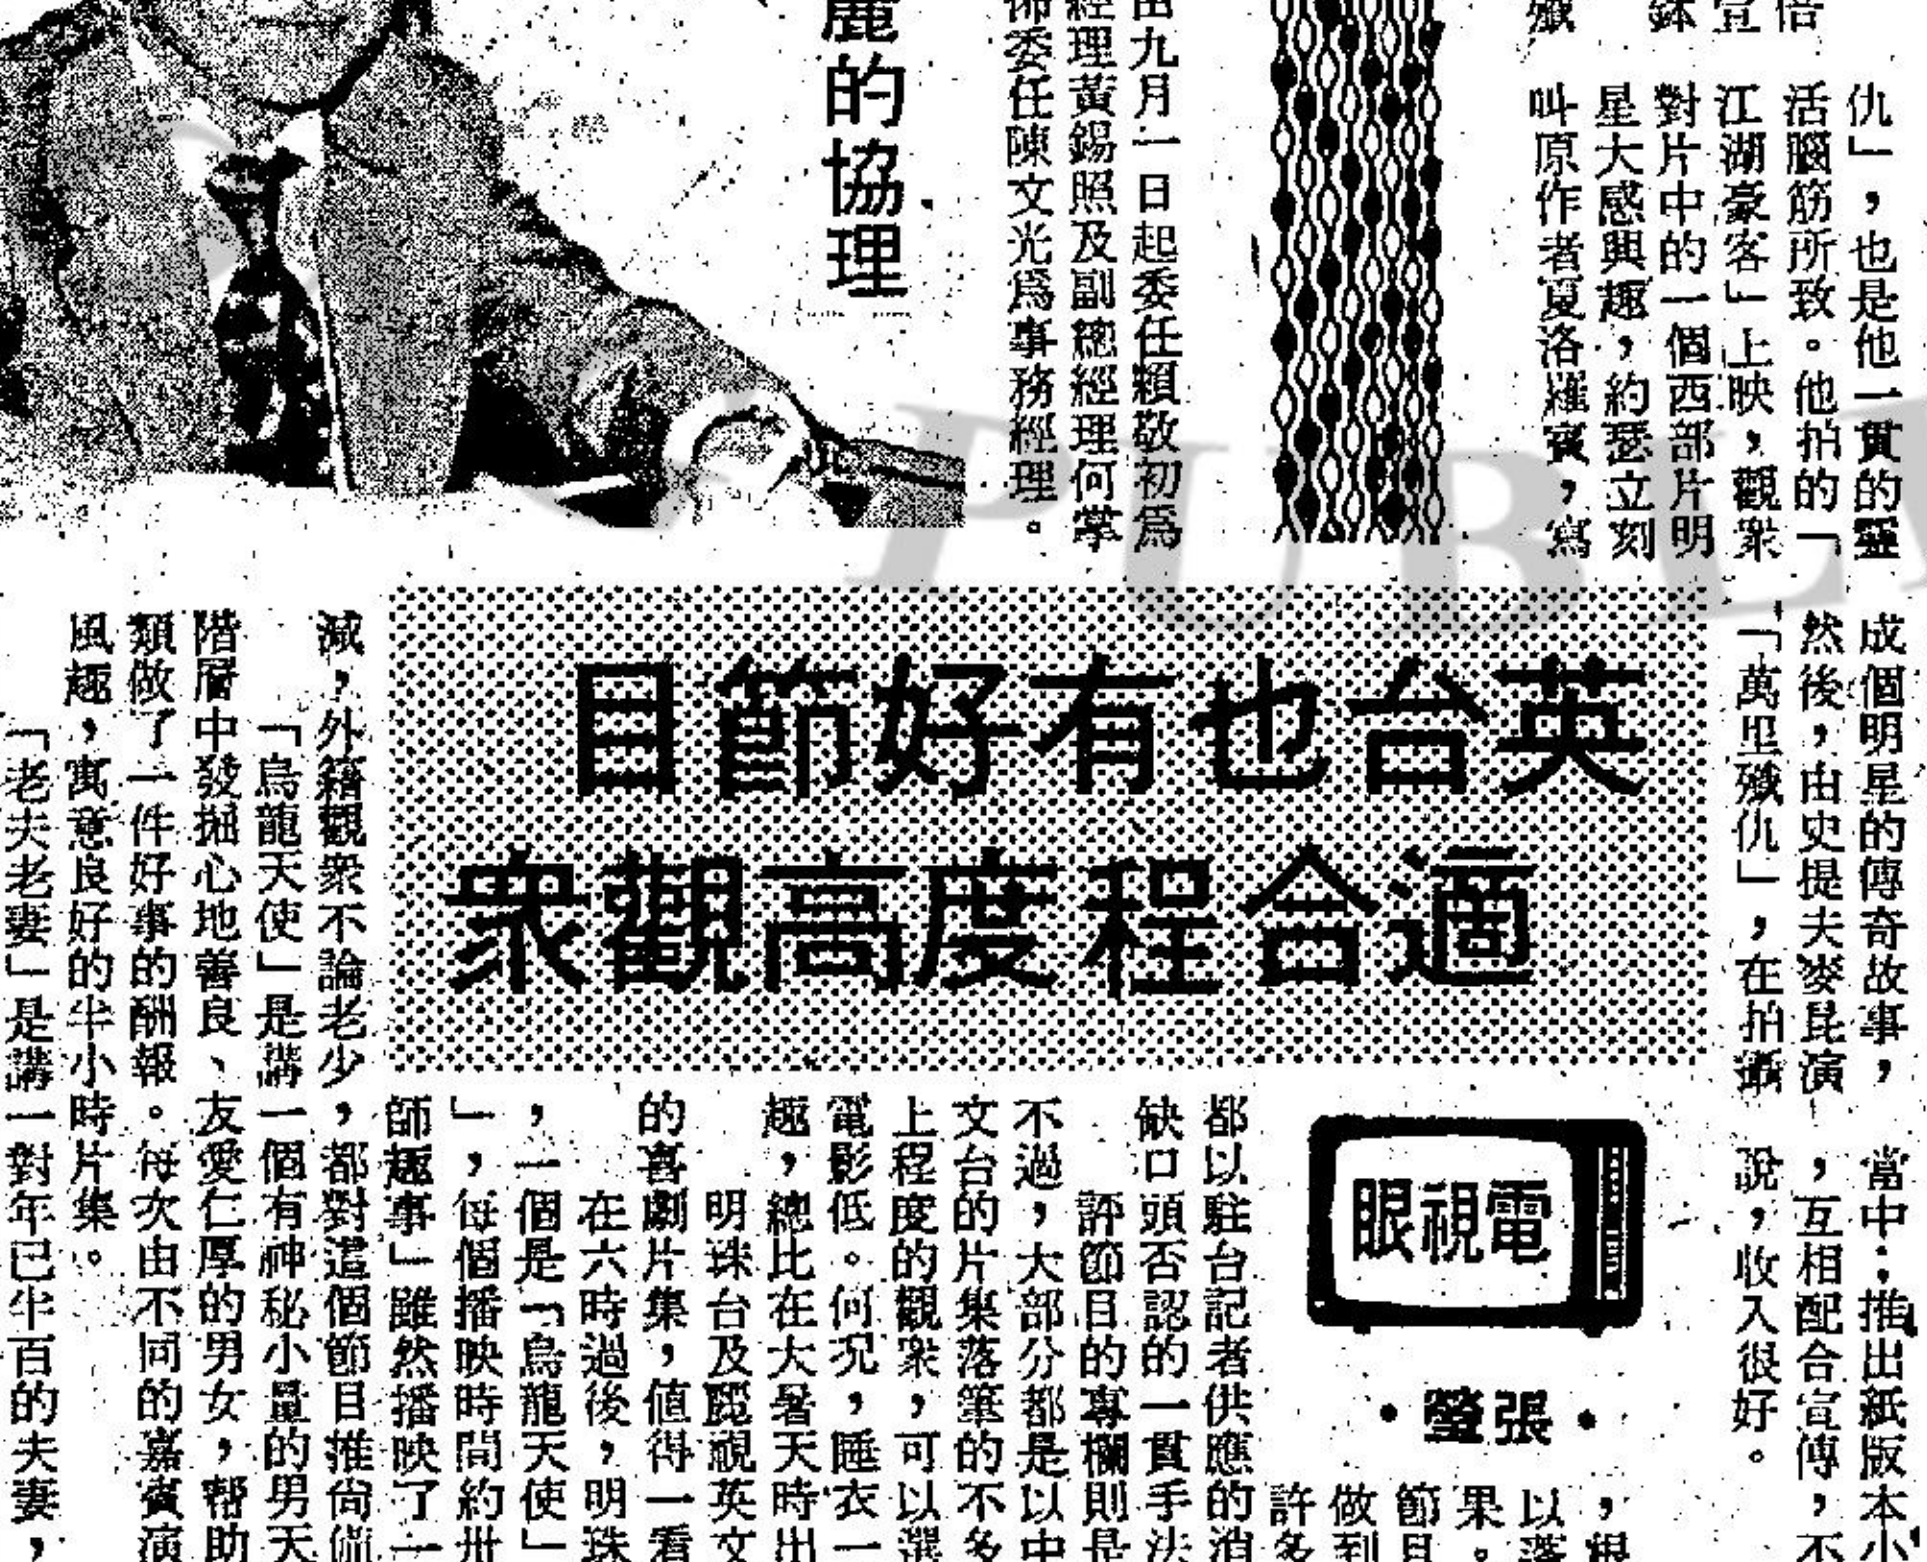 倍
宣
鉢
殲
仇」，也是他一貫的靈
活腦筋所致。他拍的「
江湖豪客」上映，觀衆
對片中的一個西部片明
星大感興趣，約瑟立刻
叫原作者夏洛羅賓，寫
成個明星的傳奇故事，
然後，由史提夫麥昆演
「萬里殲仇」，在拍攝
當中；推出紙版本小
，互相配合宣傳，不
說，收入很好。
由九月一日起委任賴敬初爲
經理黃錫照及副總經理何掌
佈委任陳文光爲事務經理。
麗的協理
英台也有好節目
適合程度高觀衆
電視眼
·張瑩·
，根
以落
果。
節目
做到
許多
都以駐台記者供應的消
缺口頭否認的一貫手法
評節目的專欄則是
不過，大部分都是以中
文台的片集落筆的不多
上程度的觀衆，可以選
電影低。何況，睡衣一
趣，總比在大暑天時出
明珠台及麗視英文
的喜劇片集，值得一看
在六時過後，明珠
，一個是「烏龍天使」
」，每個播映時間約卅
師趣事」雖然播映了一
減，外籍觀衆不論老少，都對這個節目推尚備
「烏龍天使」是講一個有神秘小量的男天
階層中發掘心地善良、友愛仁厚的男女，幫助
類做了一件好事的酬報。每次由不同的嘉賓演
風趣，寓意良好的半小時片集。
「老夫老妻」是講一對年已半百的夫妻，
PUBL